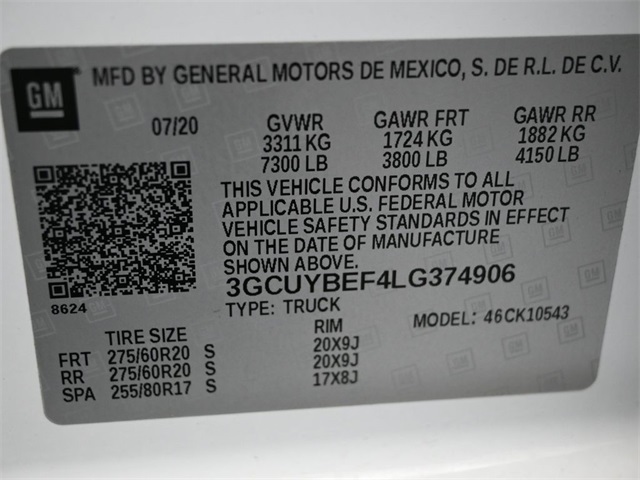 GM
MFD BY GENERAL MOTORS DE MEXICO, S. DE R.L. DE C.V.
07/20 GVWR GAWR FRT GAWR RR
3311 KG 1724 KG 1882 KG
7300 LB 3800 LB 4150 LB
THIS VEHICLE CONFORMS TO ALL
APPLICABLE U.S. FEDERAL MOTOR
VEHICLE SAFETY STANDARDS IN EFFECT
ON THE DATE OF MANUFACTURE
SHOWN ABOVE.
3GCUYBEF4LG374906
8624
TYPE: TRUCK MODEL: 46CK10543
TIRE SIZE RIM
FRT 275/60R20 S 20X9J
RR 275/60R20 S 20X9J
SPA 255/80R17 S 17X8J